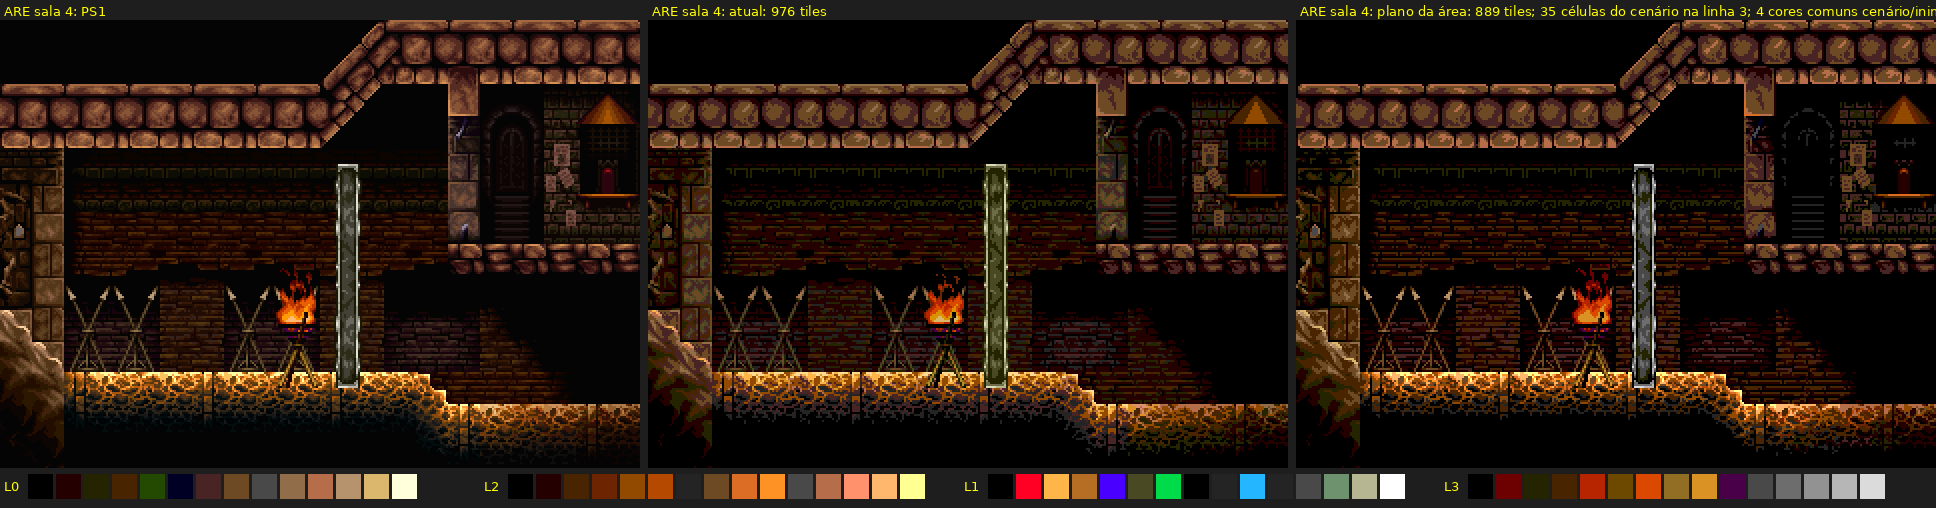 ARE sala 4: PS1
ARE sala 4: atual: 976 tiles
ARE sala 4: plano da área: 889 tiles; 35 células do cenário na linha 3; 4 cores comuns cenário/inin
L0
L2
L1
L3